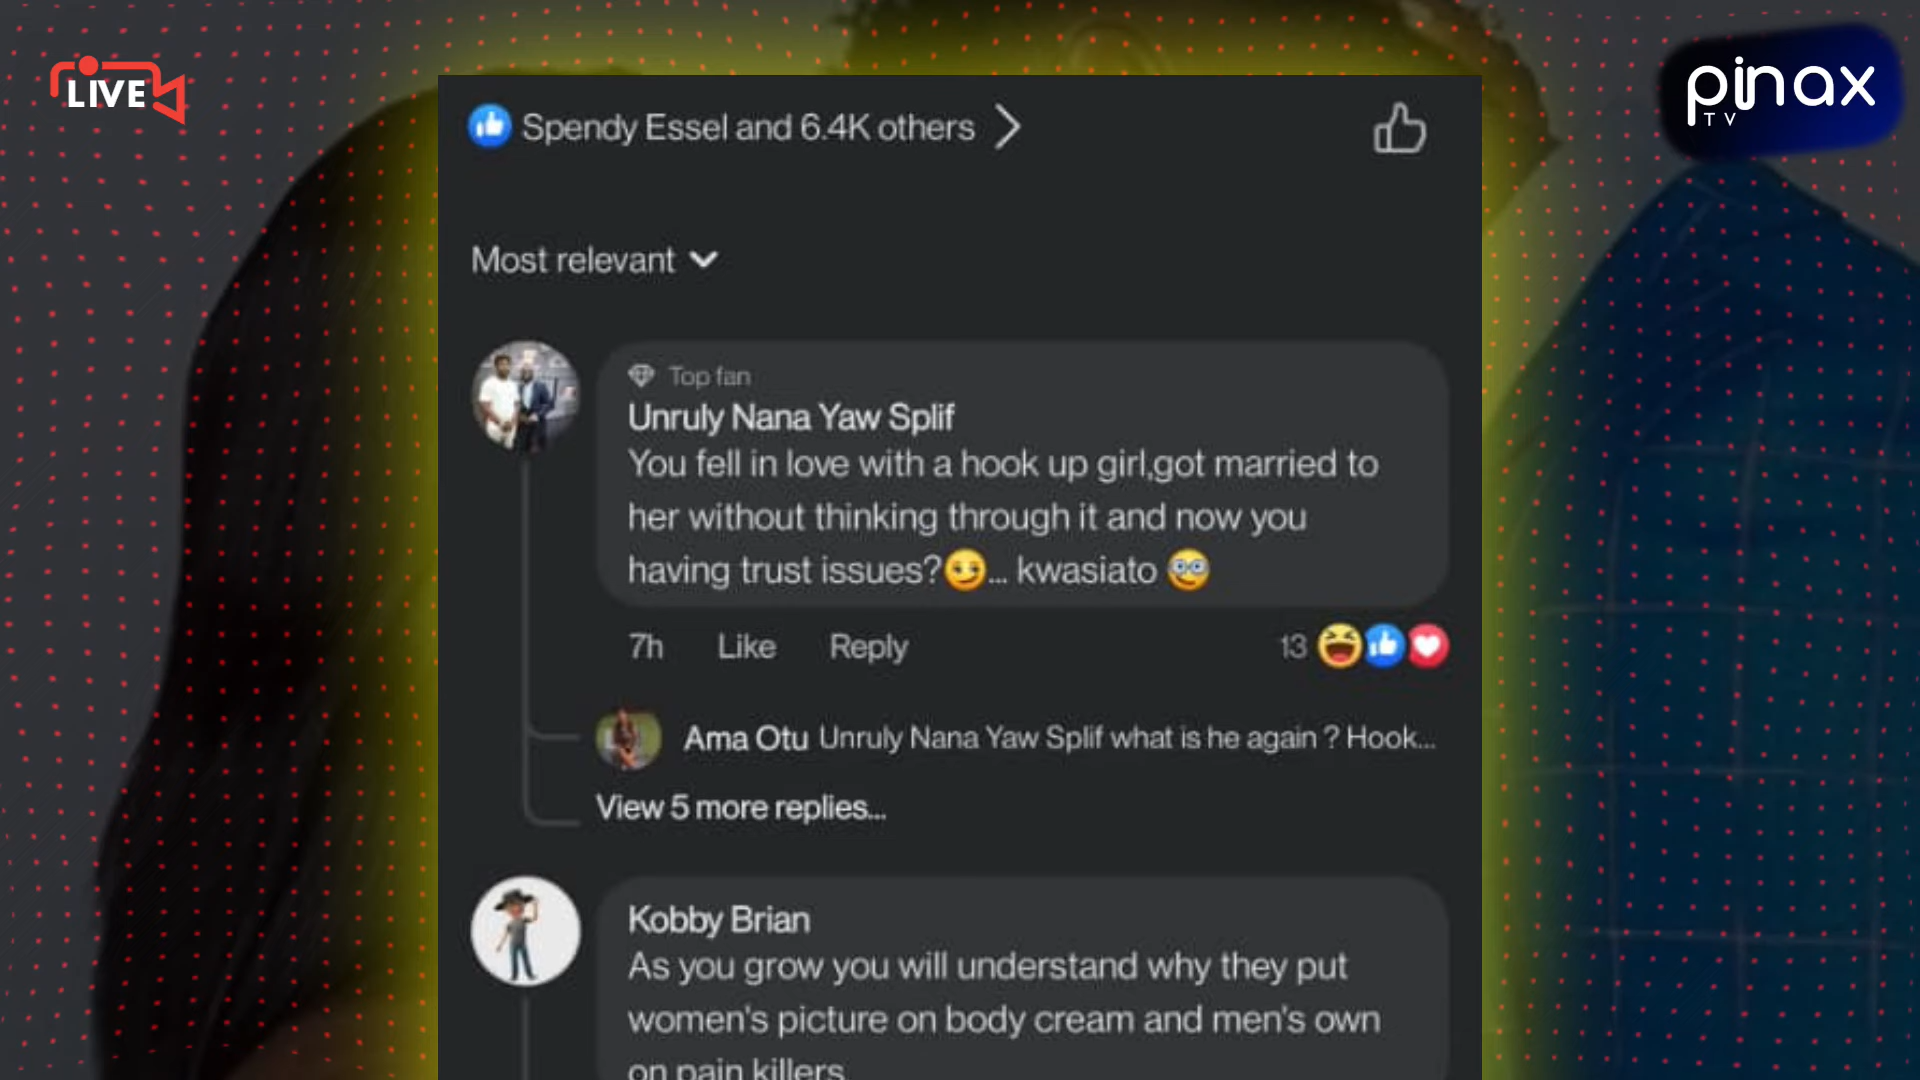 LIVE
pinax
TV
Spendy Essel and 6.4K others
Most relevant
Top fan
Unruly Nana Yaw Splif
You fell in love with a hook up girl,got married to
her without thinking through it and now you
having trust issues?😏... kwasiato 🤓
7h Like Reply 13
Ama Otu Unruly Nana Yaw Splif what is he again ? Hook...
View 5 more replies...
Kobby Brian
As you grow you will understand why they put
women's picture on body cream and men's own
on pain killers